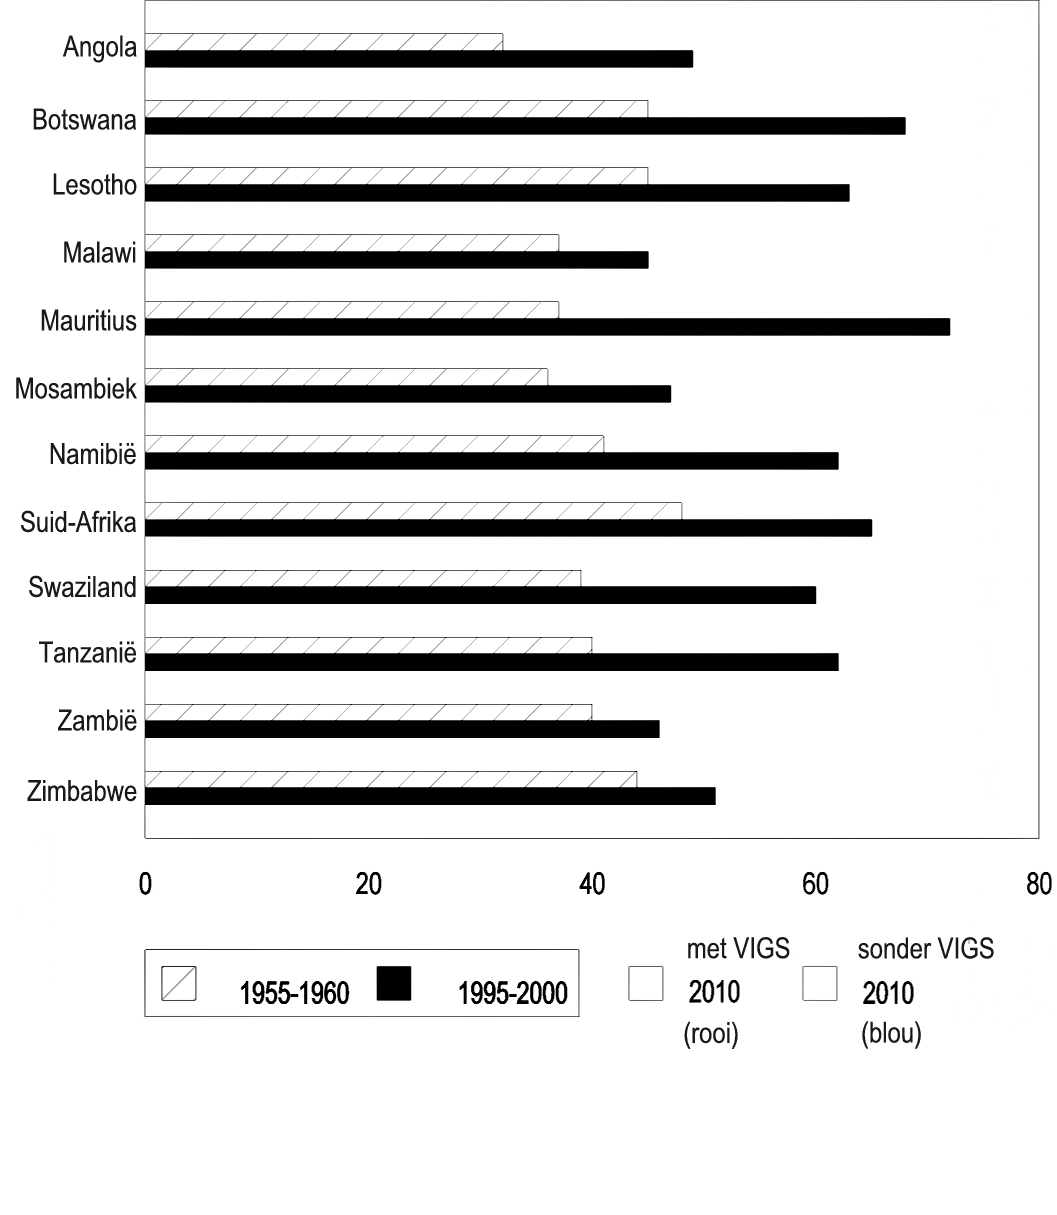 Angola
Botswana
Lesotho
Malawi
Mauritius
Mosambiek
Namibië
Suid-Afrika
Swaziland
Tanzanië
Zambië
Zimbabwe
0 20 40 60 80
met VIGS sonder VIGS
1955-1960 1995-2000 2010 2010
(rooi) (blou)